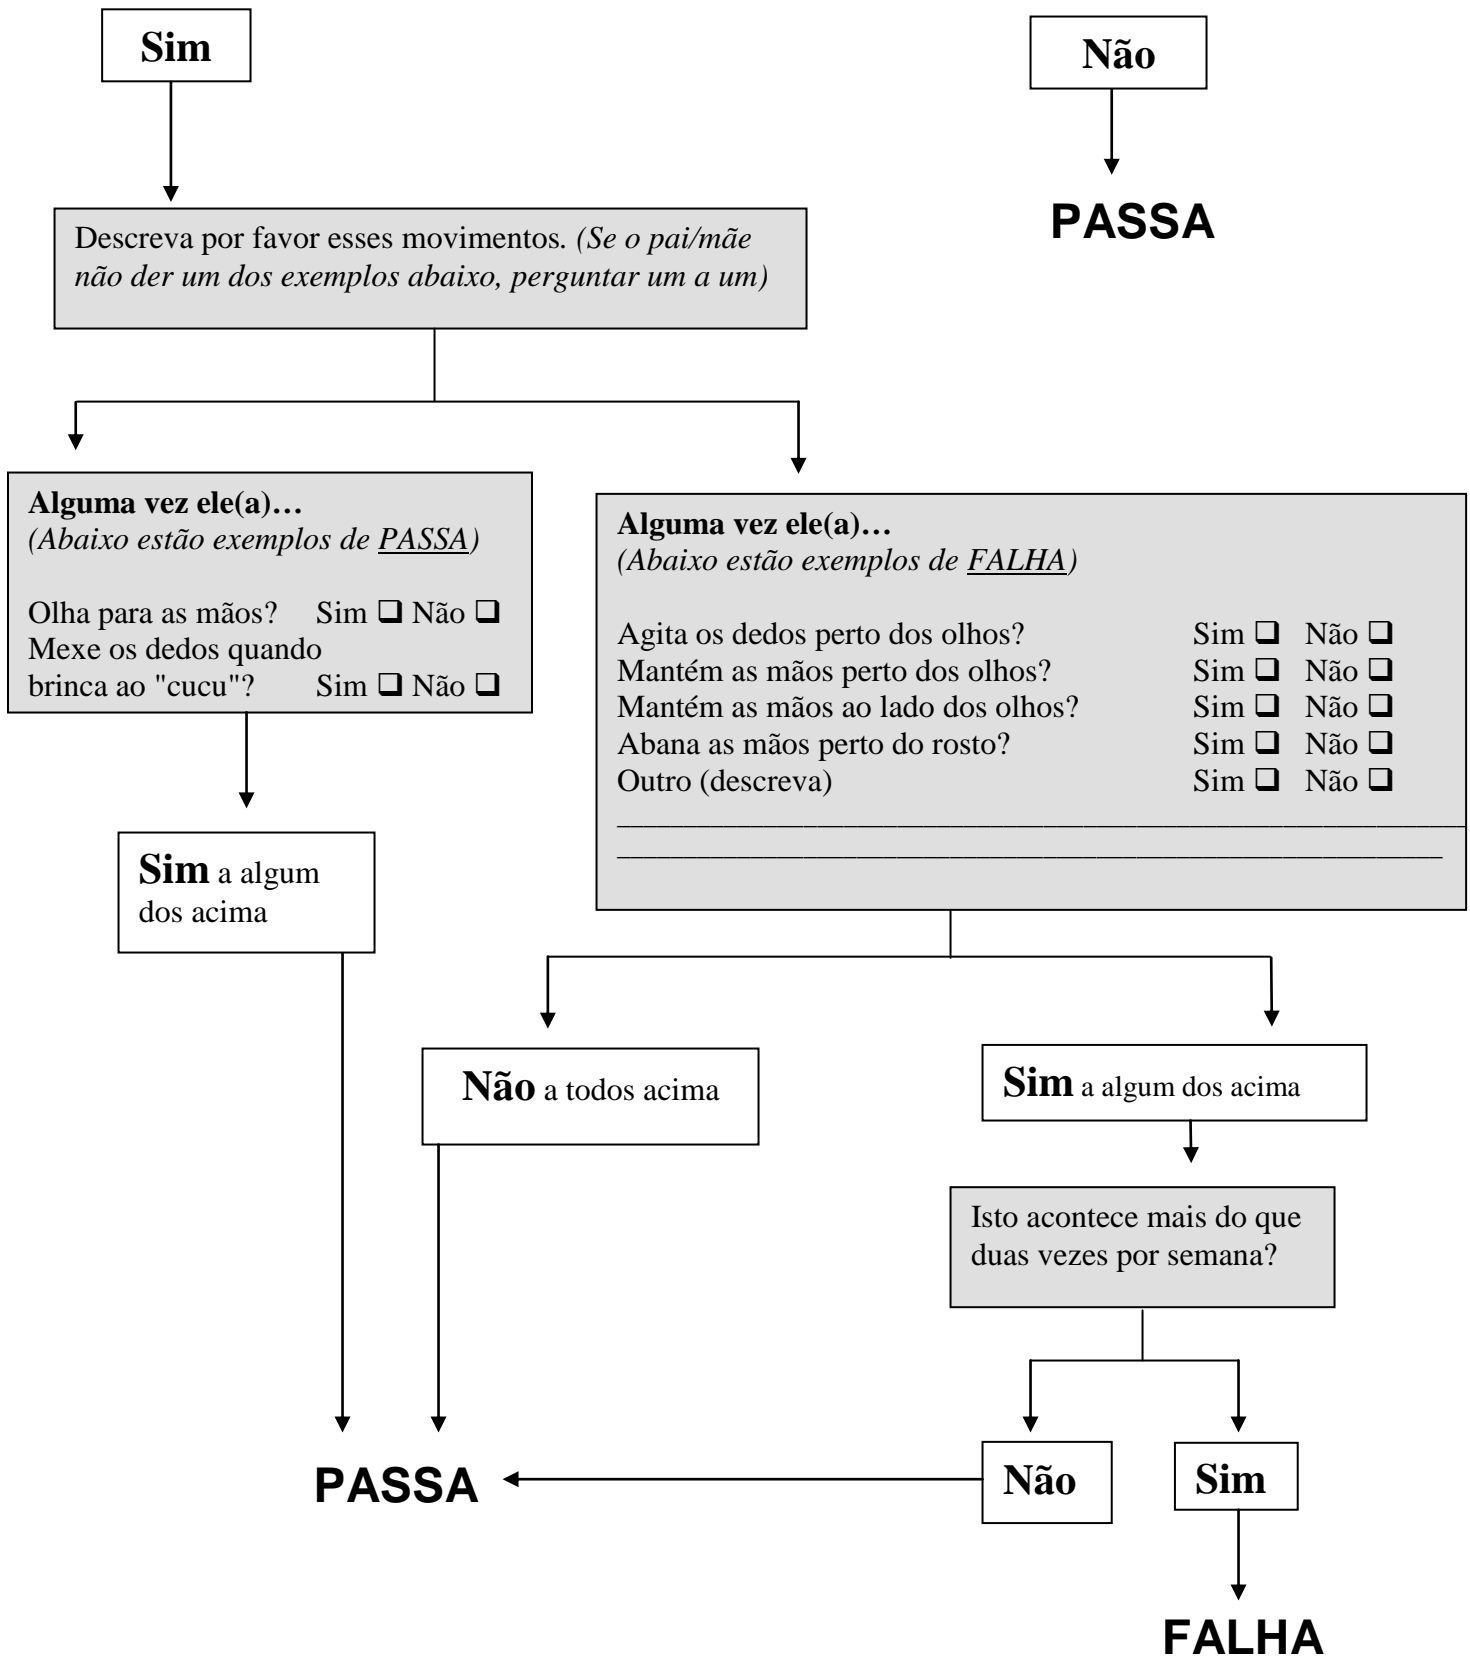 Sim
Não
PASSA
Descreva por favor esses movimentos. (Se o pai/mãe
não der um dos exemplos abaixo, perguntar um a um)
Alguma vez ele(a)…
(Abaixo estão exemplos de PASSA)
Olha para as mãos? Sim ❑ Não ❑
Mexe os dedos quando
brinca ao "cucu"? Sim ❑ Não ❑
Alguma vez ele(a)…
(Abaixo estão exemplos de FALHA)
Agita os dedos perto dos olhos? Sim ❑ Não ❑
Mantém as mãos perto dos olhos? Sim ❑ Não ❑
Mantém as mãos ao lado dos olhos? Sim ❑ Não ❑
Abana as mãos perto do rosto? Sim ❑ Não ❑
Outro (descreva) Sim ❑ Não ❑
Sim a algum
dos acima
Não a todos acima
Sim a algum dos acima
Isto acontece mais do que
duas vezes por semana?
PASSA
Não
Sim
FALHA